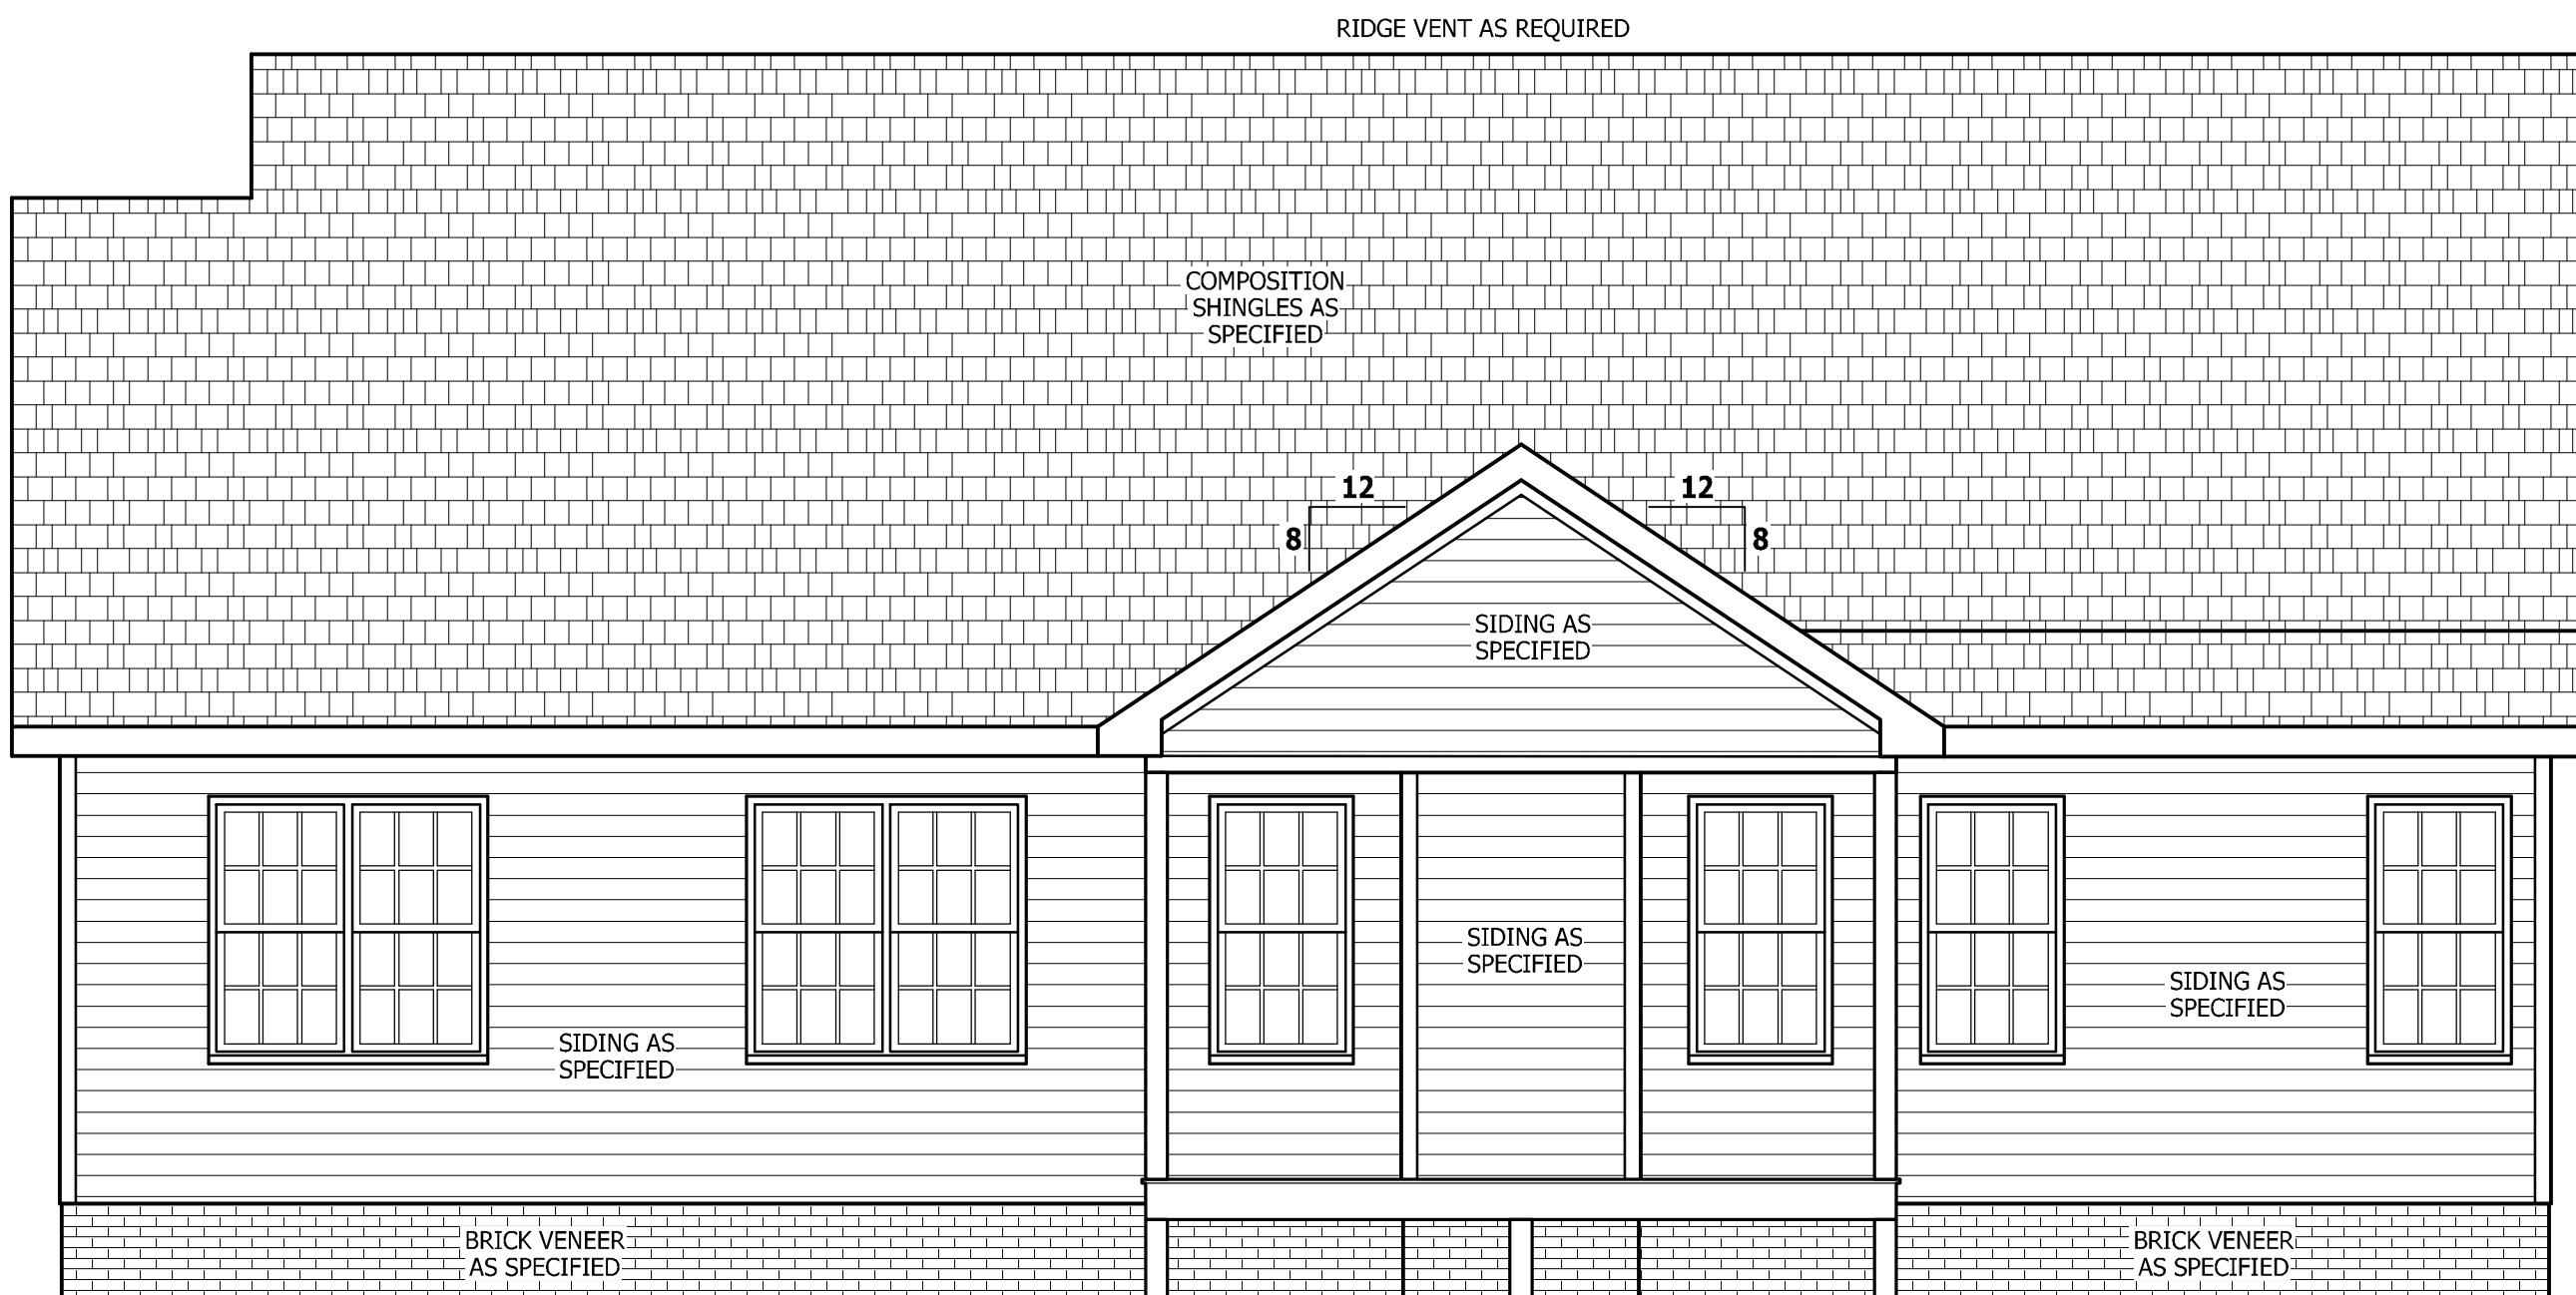 RIDGE VENT AS REQUIRED
COMPOSITION
SHINGLES AS
SPECIFIED
12
12
8
8
SIDING AS
SPECIFIED
SIDING AS
SPECIFIED
SIDING AS
SPECIFIED
SIDING AS
SPECIFIED
BRICK VENEER
AS SPECIFIED
BRICK VENEER
AS SPECIFIED